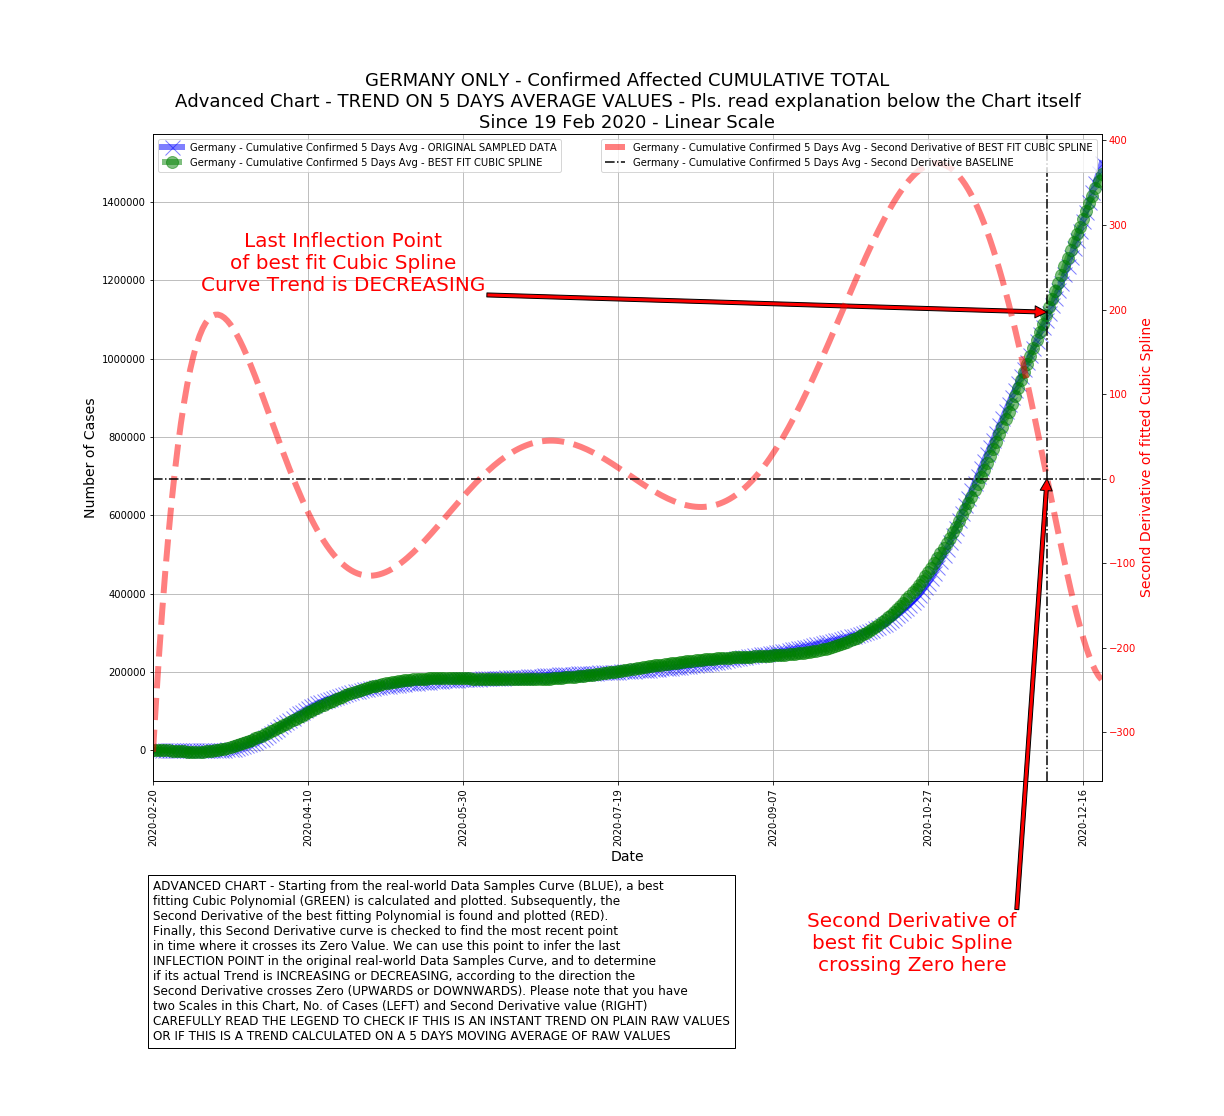 GERMANY ONLY - Confirmed Affected CUMULATIVE TOTAL
Advanced Chart - TREND ON 5 DAYS AVERAGE VALUES - Pls. read explanation below the Chart itself
Since 19 Feb 2020 - Linear Scale
Germany - Cumulative Confirmed 5 Days Avg - ORIGINAL SAMPLED DATA
Germany - Cumulative Confirmed 5 Days Avg - BEST FIT CUBIC SPLINE
Germany - Cumulative Confirmed 5 Days Avg - Second Derivative of BEST FIT CUBIC SPLINE
Germany - Cumulative Confirmed 5 Days Avg - Second Derivative BASELINE
Last Inflection Point
of best fit Cubic Spline
Curve Trend is DECREASING
Number of Cases
1400000
1200000
1000000
800000
600000
400000
200000
0
400
300
200
100
0
−100
−200
−300
Second Derivative of fitted Cubic Spline
2020-02-20
2020-04-10
2020-05-30
2020-07-19
2020-09-07
2020-10-27
2020-12-16
Date
Second Derivative of
best fit Cubic Spline
crossing Zero here
ADVANCED CHART - Starting from the real-world Data Samples Curve (BLUE), a best
fitting Cubic Polynomial (GREEN) is calculated and plotted. Subsequently, the
Second Derivative of the best fitting Polynomial is found and plotted (RED).
Finally, this Second Derivative curve is checked to find the most recent point
in time where it crosses its Zero Value. We can use this point to infer the last
INFLECTION POINT in the original real-world Data Samples Curve, and to determine
if its actual Trend is INCREASING or DECREASING, according to the direction the
Second Derivative crosses Zero (UPWARDS or DOWNWARDS). Please note that you have
two Scales in this Chart, No. of Cases (LEFT) and Second Derivative value (RIGHT)
CAREFULLY READ THE LEGEND TO CHECK IF THIS IS AN INSTANT TREND ON PLAIN RAW VALUES
OR IF THIS IS A TREND CALCULATED ON A 5 DAYS MOVING AVERAGE OF RAW VALUES